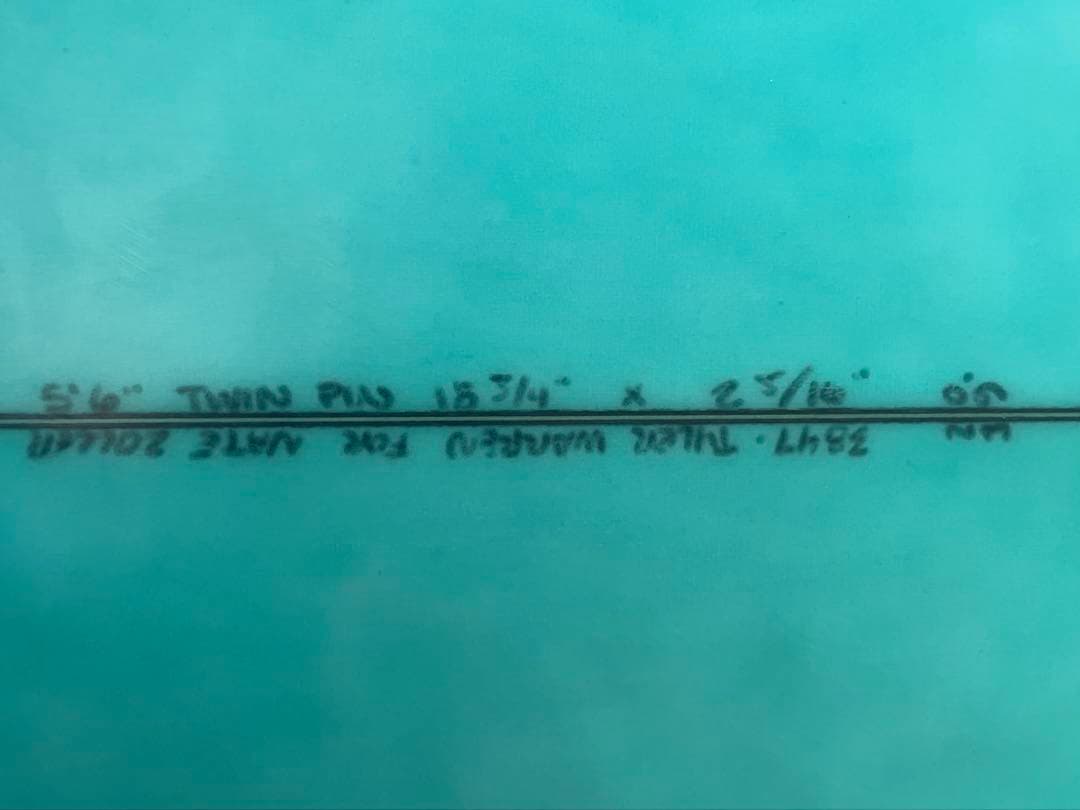 5'6" TWIN PIN 18 3/4" x 2 5/16"
3847. TYLER WARREN FOR NATE ZOLLER